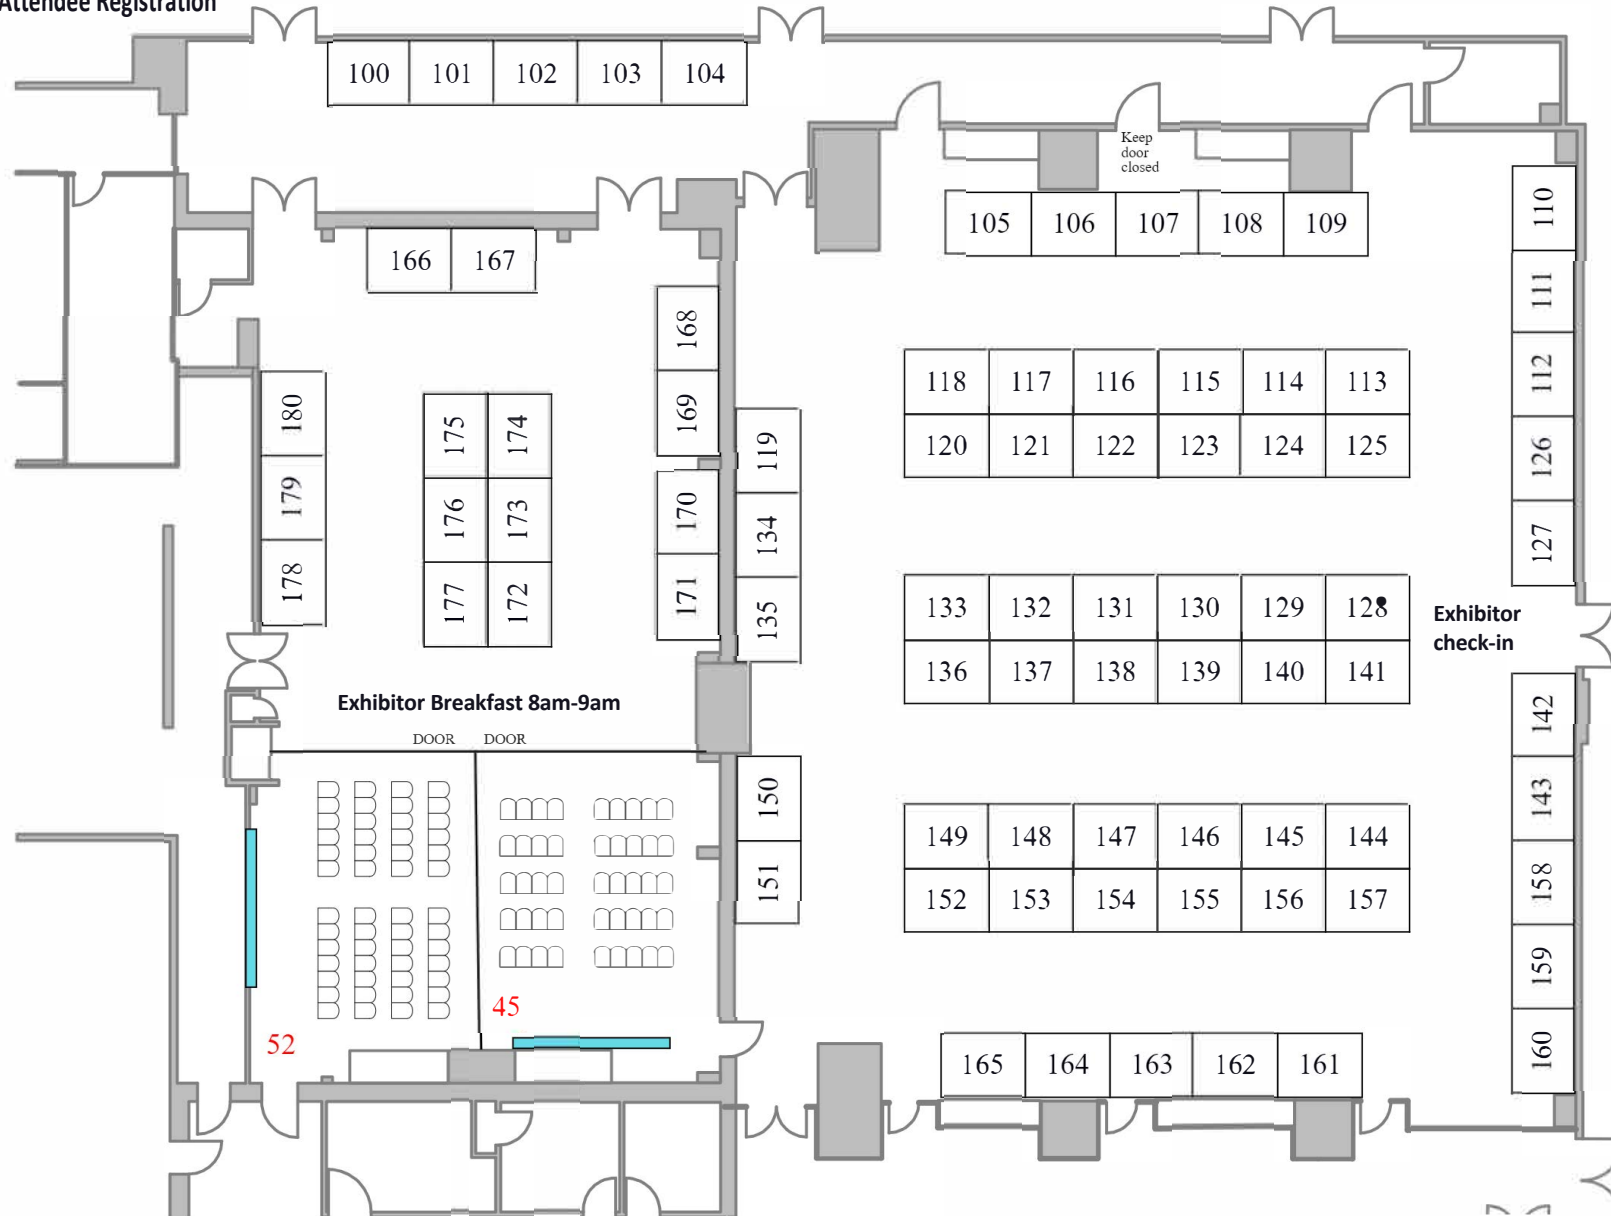 Attendee Registration
100 101 102 103 104
Keep
door
closed
105 106 107 108 109
110
111
112
126
127
166 167
168
169
170
171
118 117 116 115 114 113
120 121 122 123 124 125
180
179
178
175 174
176 173
177 172
119
134
135
133 132 131 130 129 128
136 137 138 139 140 141
Exhibitor
check-in
Exhibitor Breakfast 8am-9am
DOOR DOOR
142
143
158
159
160
150
151
149 148 147 146 145 144
152 153 154 155 156 157
45
52
165 164 163 162 161